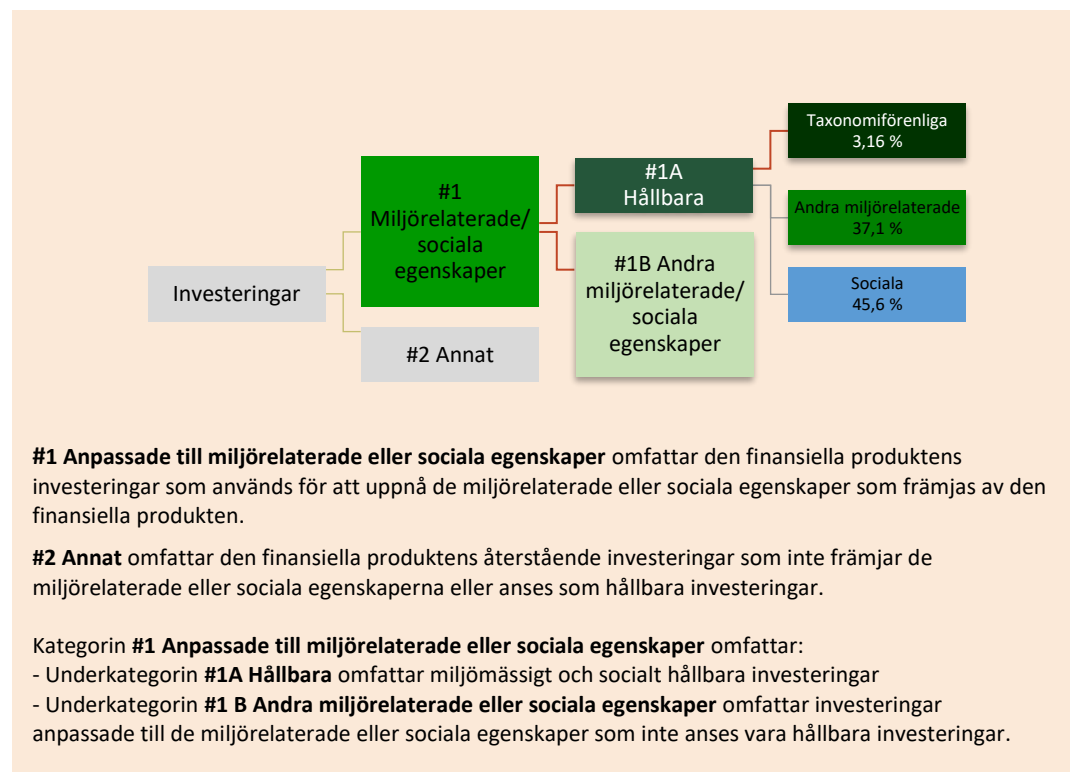 Investeringar
#1
Miljörelaterade/
sociala
egenskaper
#2 Annat
#1A
Hållbara
#1B Andra
miljörelaterade/
sociala
egenskaper
Taxonomiförenliga
3,16 %
Andra miljörelaterade
37,1 %
Sociala
45,6 %
#1 Anpassade till miljörelaterade eller sociala egenskaper omfattar den finansiella produktens
investeringar som används för att uppnå de miljörelaterade eller sociala egenskaper som främjas av den
finansiella produkten.
#2 Annat omfattar den finansiella produktens återstående investeringar som inte främjar de
miljörelaterade eller sociala egenskaperna eller anses som hållbara investeringar.
Kategorin #1 Anpassade till miljörelaterade eller sociala egenskaper omfattar:
- Underkategorin #1A Hållbara omfattar miljömässigt och socialt hållbara investeringar
- Underkategorin #1 B Andra miljörelaterade eller sociala egenskaper omfattar investeringar
anpassade till de miljörelaterade eller sociala egenskaper som inte anses vara hållbara investeringar.